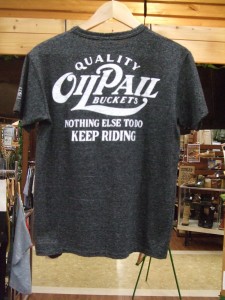 QUALITY
OILPAIL
BUCKETS
NOTHING ELSE TO DO
KEEP RIDING